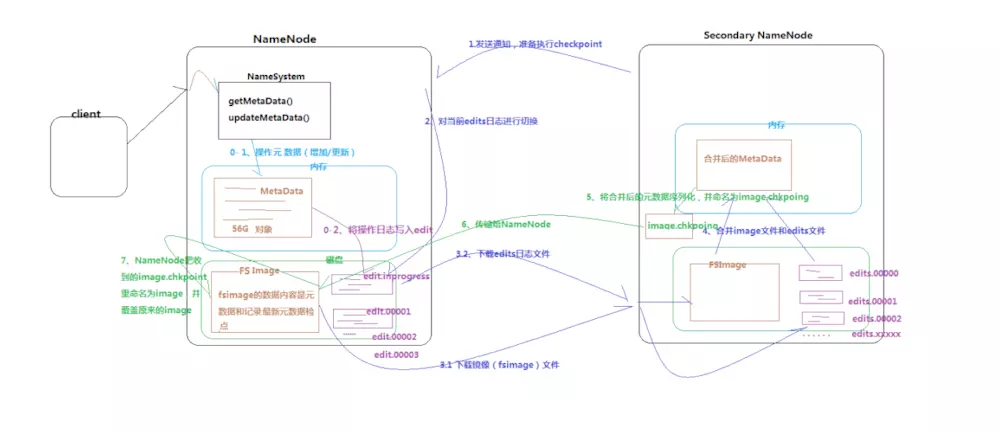 NameNode
Secondary NameNode
1.发送通知，准备执行checkpoint
NameSystem
getMetaData()
updateMetaData()
client
2、对当前edits日志进行切换
内存
合并后的MetaData
0- 1、操作元 数据（增加/更新）
内存
MetaData
56G 对象
5、将合并后的元数据序列化，并命名为image.chkpoing
image.chkpoing
0- 2、将操作日志写入edit
6、传输给NameNode
4、合并image文件和edits文件
7、NameNode把收
到的image.chkpoint
重命名为image 并
覆盖原来的image
磁盘
FS Image
fsimage的数据内容是元
数据和记录最新元数据检
点
edit.inprogress
edit.00001
edit.00002
edit.00003
3.2、下载edits日志文件
3.1 下载镜像（fsimage）文件
FSImage
edits.00000
edits.00001
edits.00002
edits.xxxxx
......